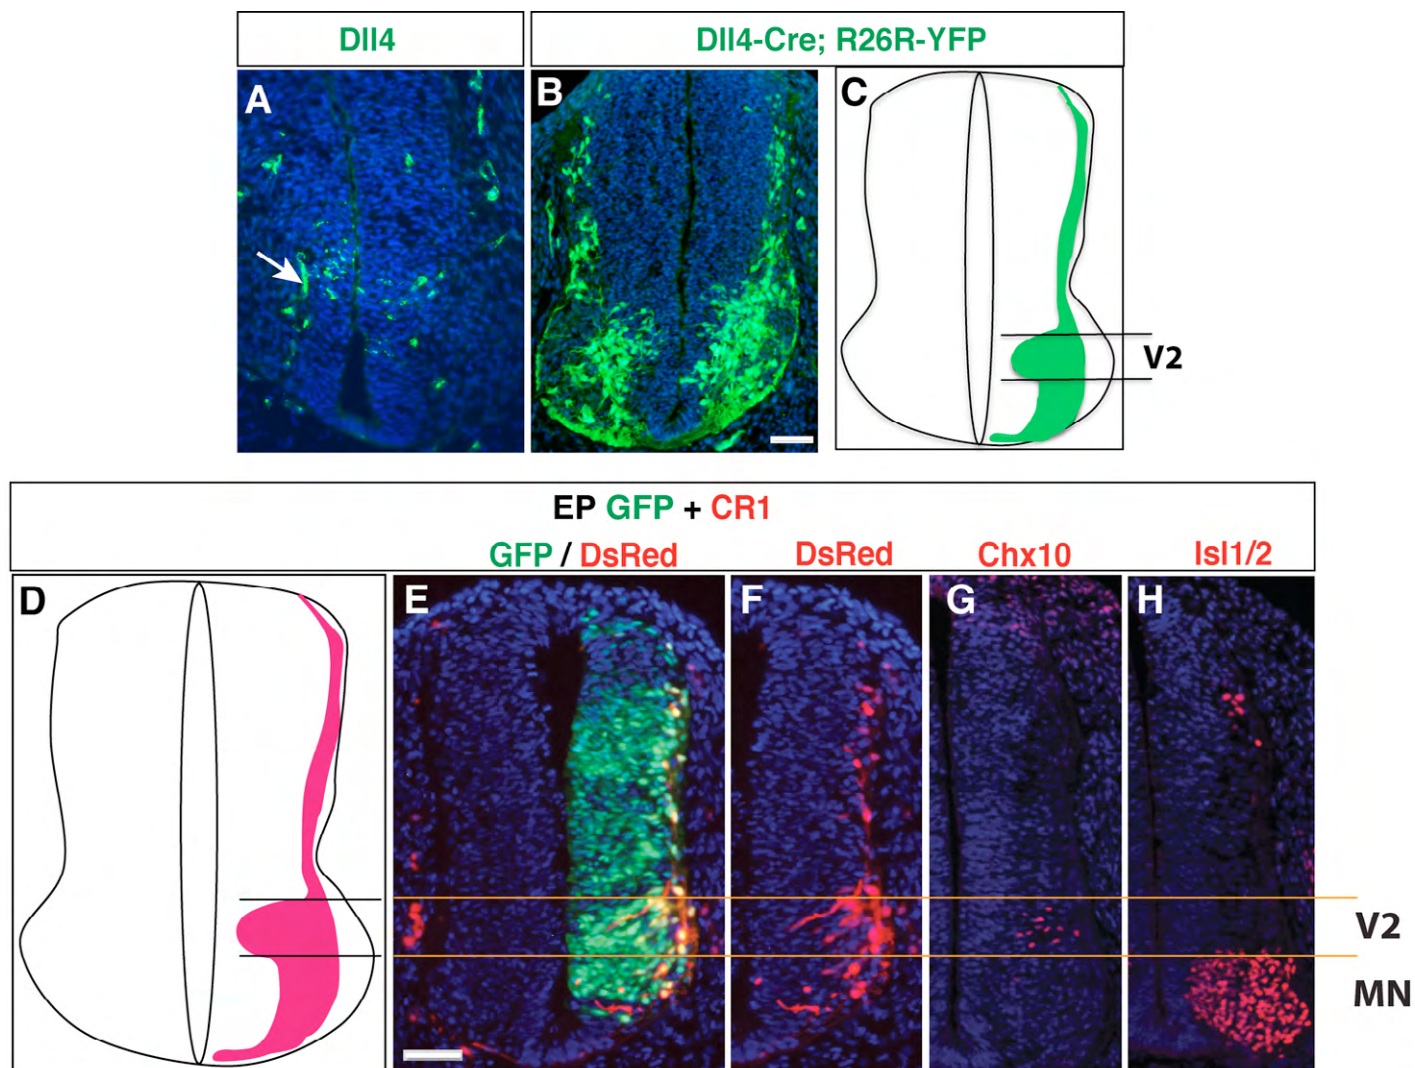 Dll4
Dll4-Cre; R26R-YFP
A
B
C
V2
EP GFP + CR1
GFP / DsRed
DsRed
Chx10
Isl1/2
D
E
F
G
H
V2
MN